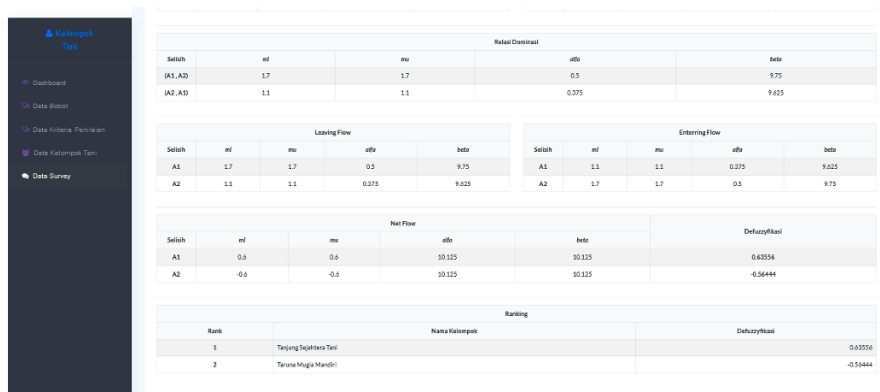 Kelompok
Tani
Dashboard
Data Bobot
Data Kriteria Penilaian
Data Kelompok Tani
Data Survey
Relasi Dominasi
Selisih ml mu alfa beta
(A1 , A2) 1.7 1.7 0.5 9.75
(A2 , A1) 1.1 1.1 0.375 9.625
Leaving Flow
Selisih ml mu alfa beta
A1 1.7 1.7 0.5 9.75
A2 1.1 1.1 0.375 9.625
Enterring Flow
Selisih ml mu alfa beta
A1 1.1 1.1 0.375 9.625
A2 1.7 1.7 0.5 9.75
Net Flow Defuzzyfikasi
Selisih ml mu alfa beta
A1 0.6 0.6 10.125 10.125 0.63556
A2 -0.6 -0.6 10.125 10.125 -0.56444
Ranking
Rank Nama Kelompok Defuzzyfikasi
1 Tanjung Sejahtera Tani 0.63556
2 Taruna Mugia Mandiri -0.56444